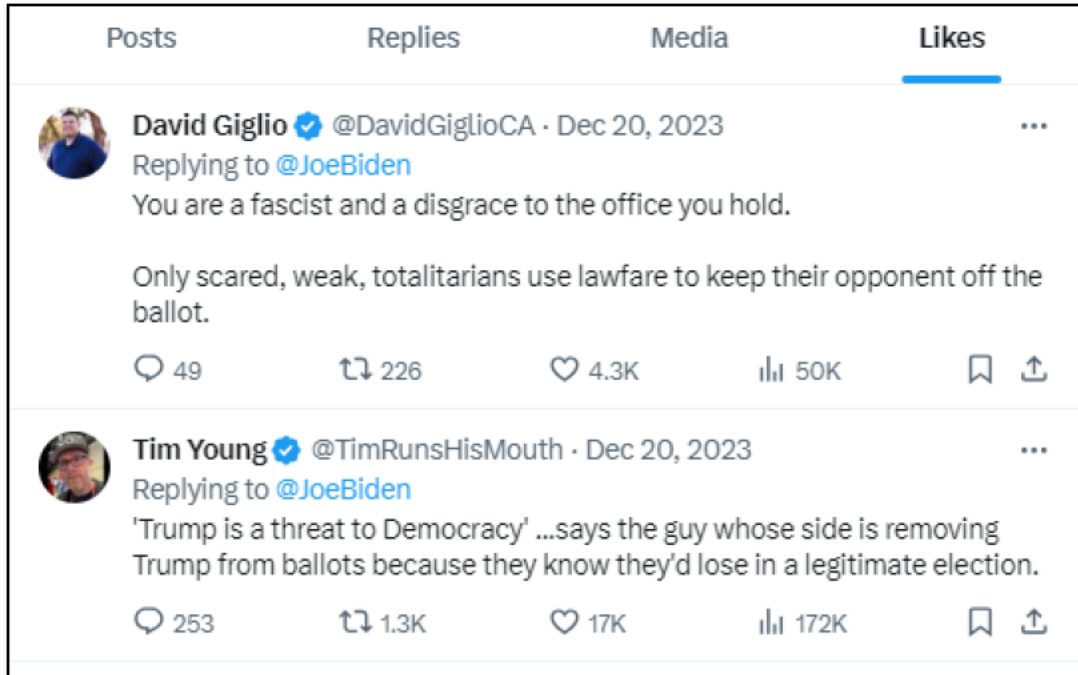 Posts Replies Media Likes
David Giglio @DavidGiglioCA · Dec 20, 2023
Replying to @JoeBiden
You are a fascist and a disgrace to the office you hold.
Only scared, weak, totalitarians use lawfare to keep their opponent off the
ballot.
49 226 4.3K 50K
Tim Young @TimRunsHisMouth · Dec 20, 2023
Replying to @JoeBiden
'Trump is a threat to Democracy' ...says the guy whose side is removing
Trump from ballots because they know they'd lose in a legitimate election.
253 1.3K 17K 172K